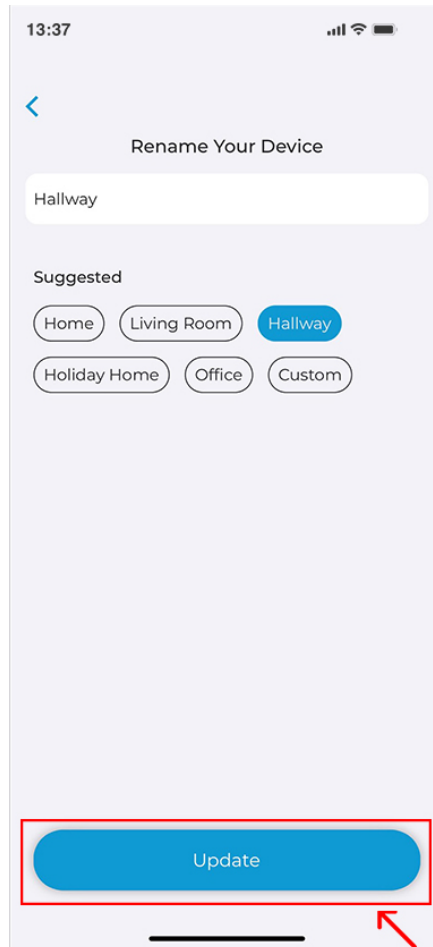 13:37
Rename Your Device
Hallway
Suggested
Home Living Room Hallway
Holiday Home Office Custom
Update